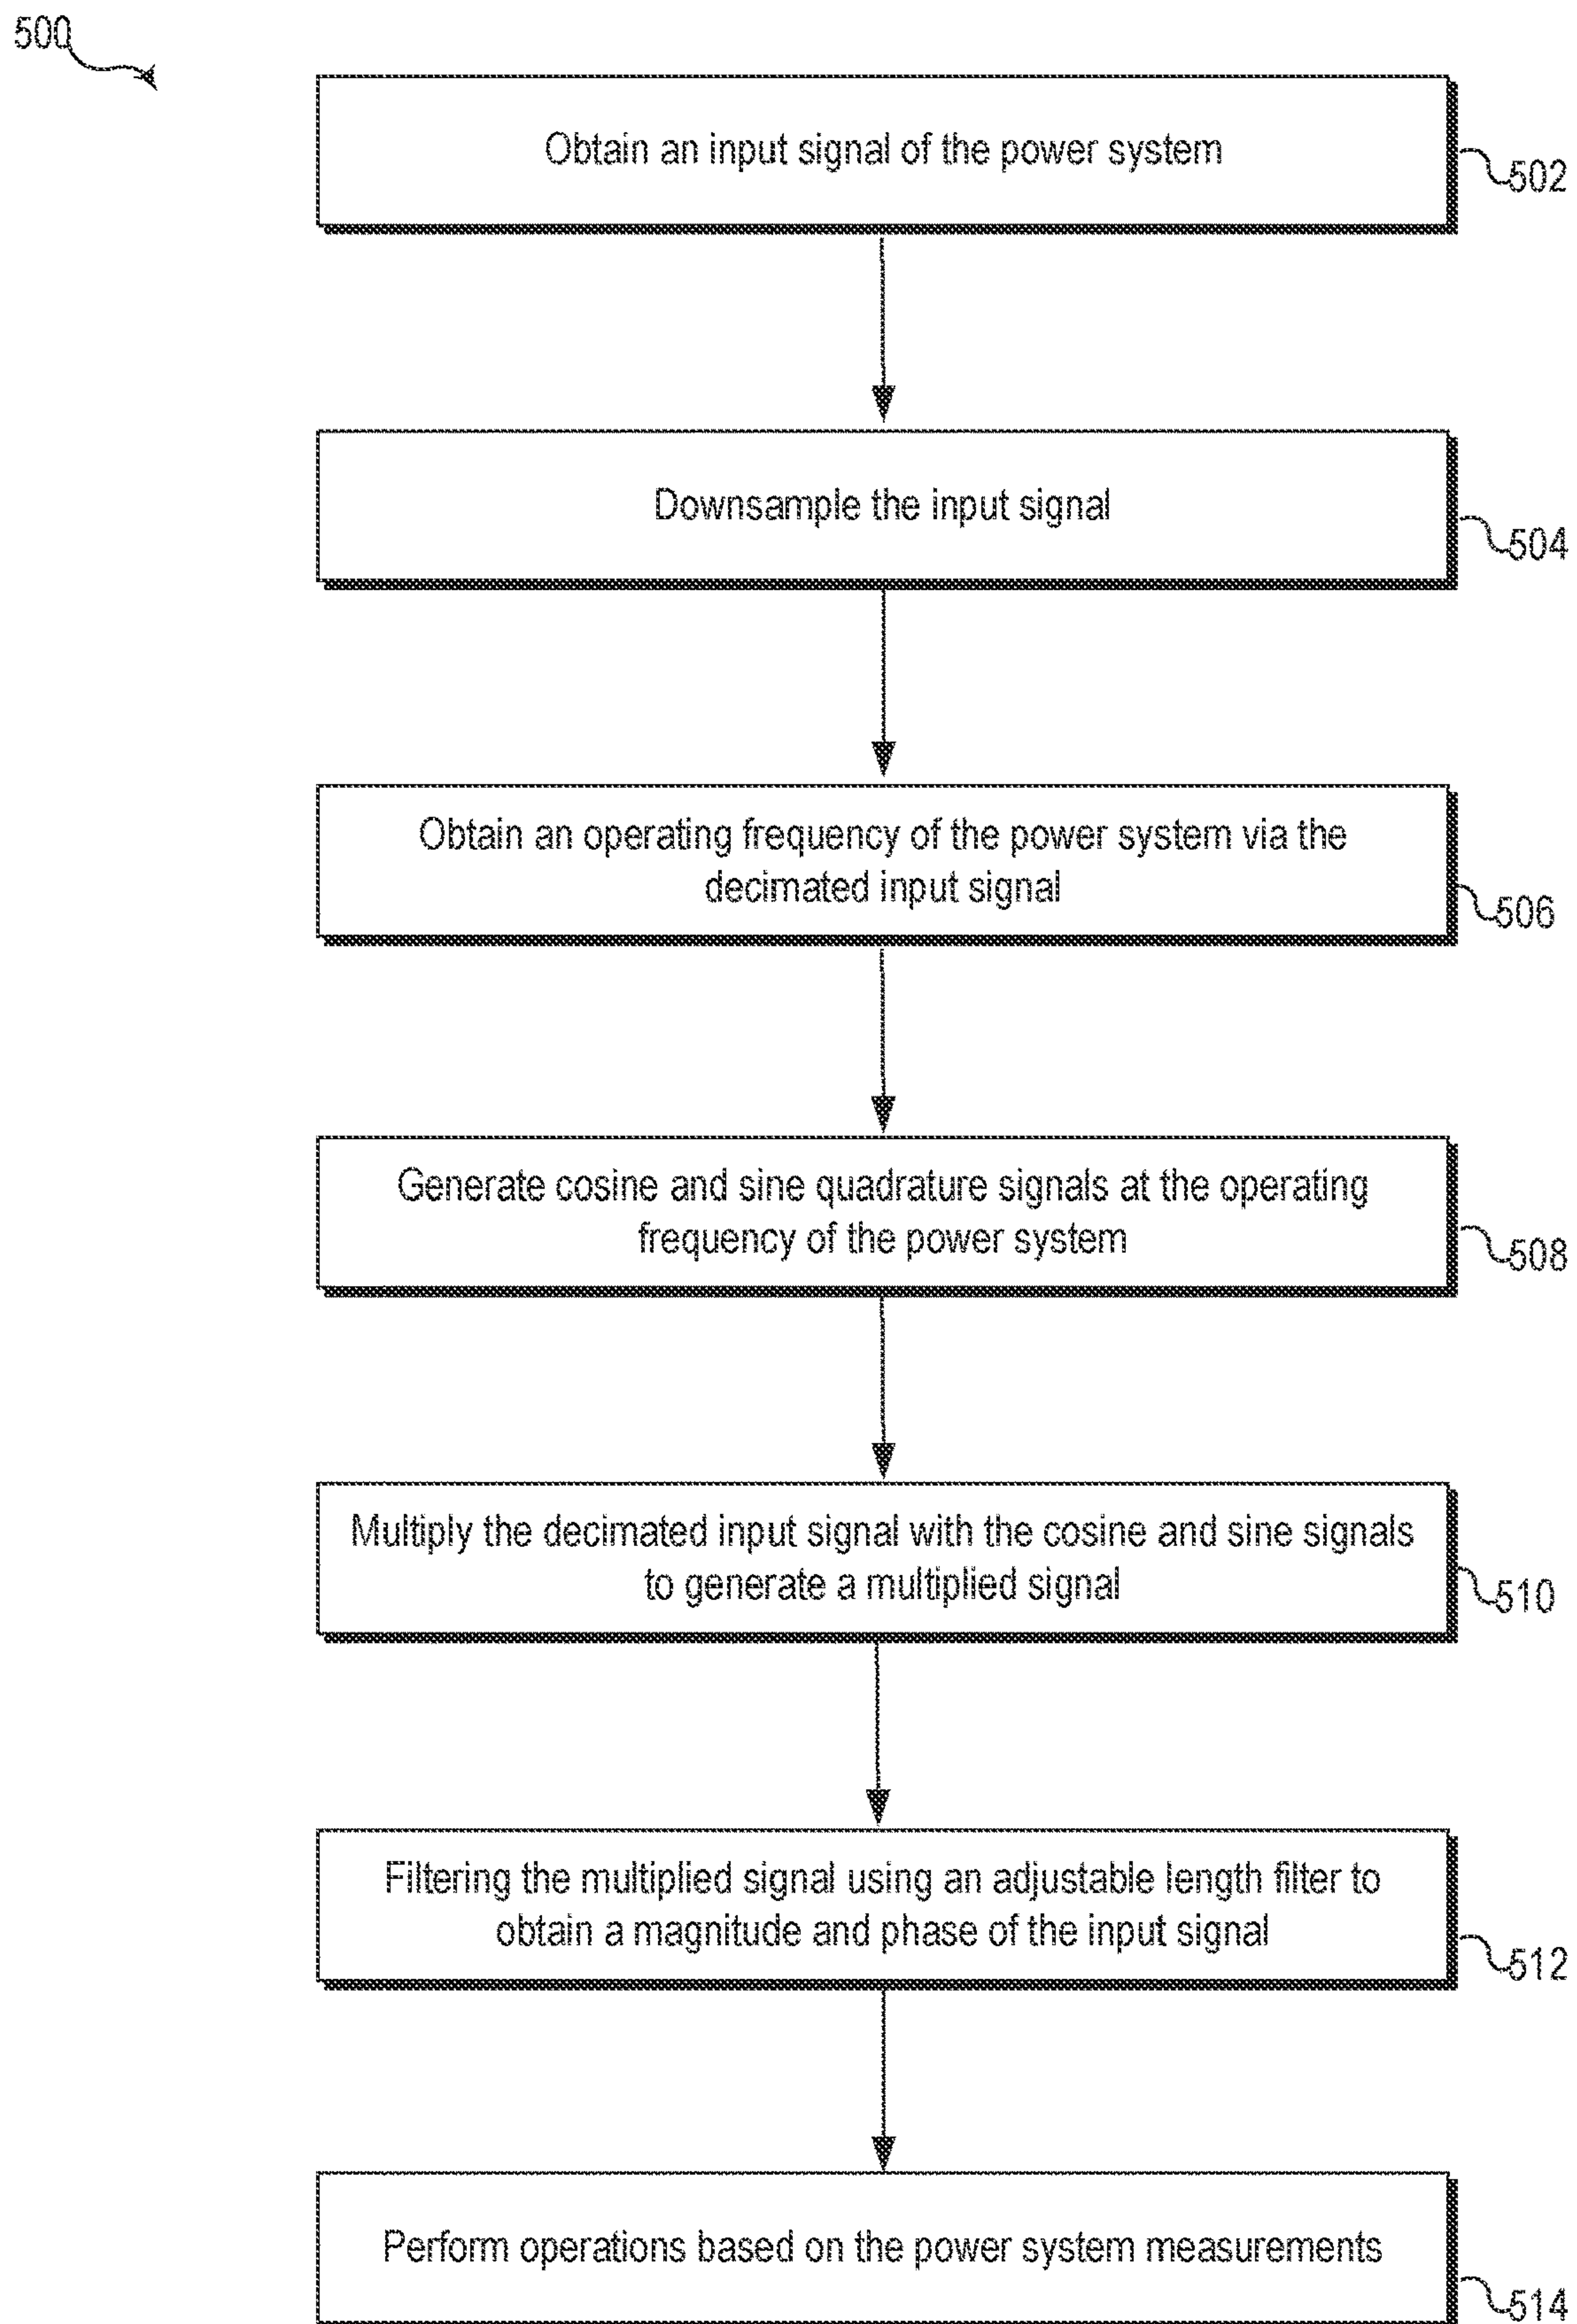 500
Obtain an input signal of the power system
502
Downsample the input signal
504
Obtain an operating frequency of the power system via the
decimated input signal
506
Generate cosine and sine quadrature signals at the operating
frequency of the power system
508
Multiply the decimated input signal with the cosine and sine signals
to generate a multiplied signal
510
Filtering the multiplied signal using an adjustable length filter to
obtain a magnitude and phase of the input signal
512
Perform operations based on the power system measurements
514